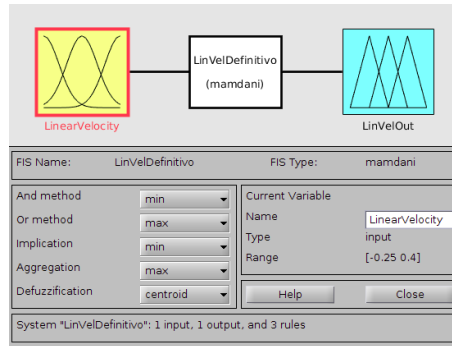 LinVelDefinitivo
(mamdani)
LinearVelocity
LinVelOut
FIS Name: LinVelDefinitivo FIS Type: mamdani
And method min
Or method max
Implication min
Aggregation max
Defuzzification centroid
Current Variable
Name LinearVelocity
Type input
Range [-0.25 0.4]
Help Close
System "LinVelDefinitivo": 1 input, 1 output, and 3 rules